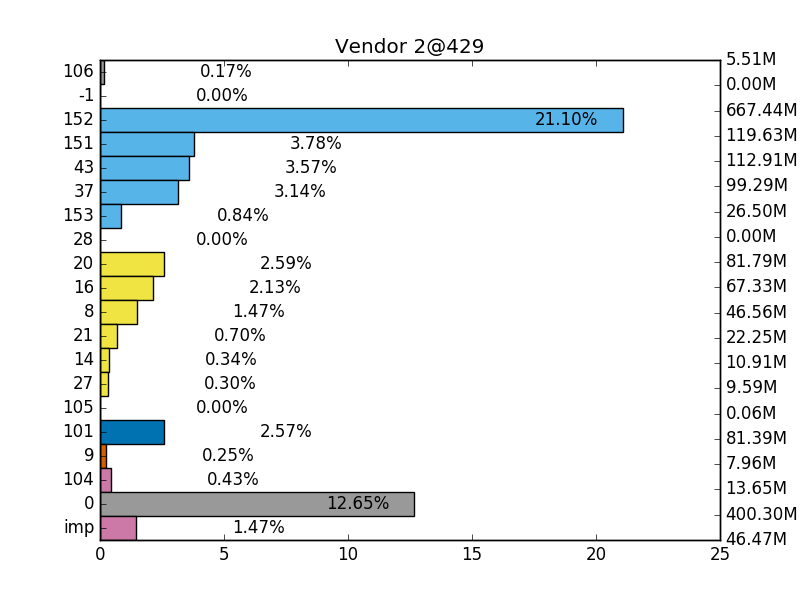 Vendor 2@429
106 0.17% 5.51M
-1 0.00% 0.00M
152 21.10% 667.44M
151 3.78% 119.63M
43 3.57% 112.91M
37 3.14% 99.29M
153 0.84% 26.50M
28 0.00% 0.00M
20 2.59% 81.79M
16 2.13% 67.33M
8 1.47% 46.56M
21 0.70% 22.25M
14 0.34% 10.91M
27 0.30% 9.59M
105 0.00% 0.06M
101 2.57% 81.39M
9 0.25% 7.96M
104 0.43% 13.65M
0 12.65% 400.30M
imp 1.47% 46.47M
0 5 10 15 20 25